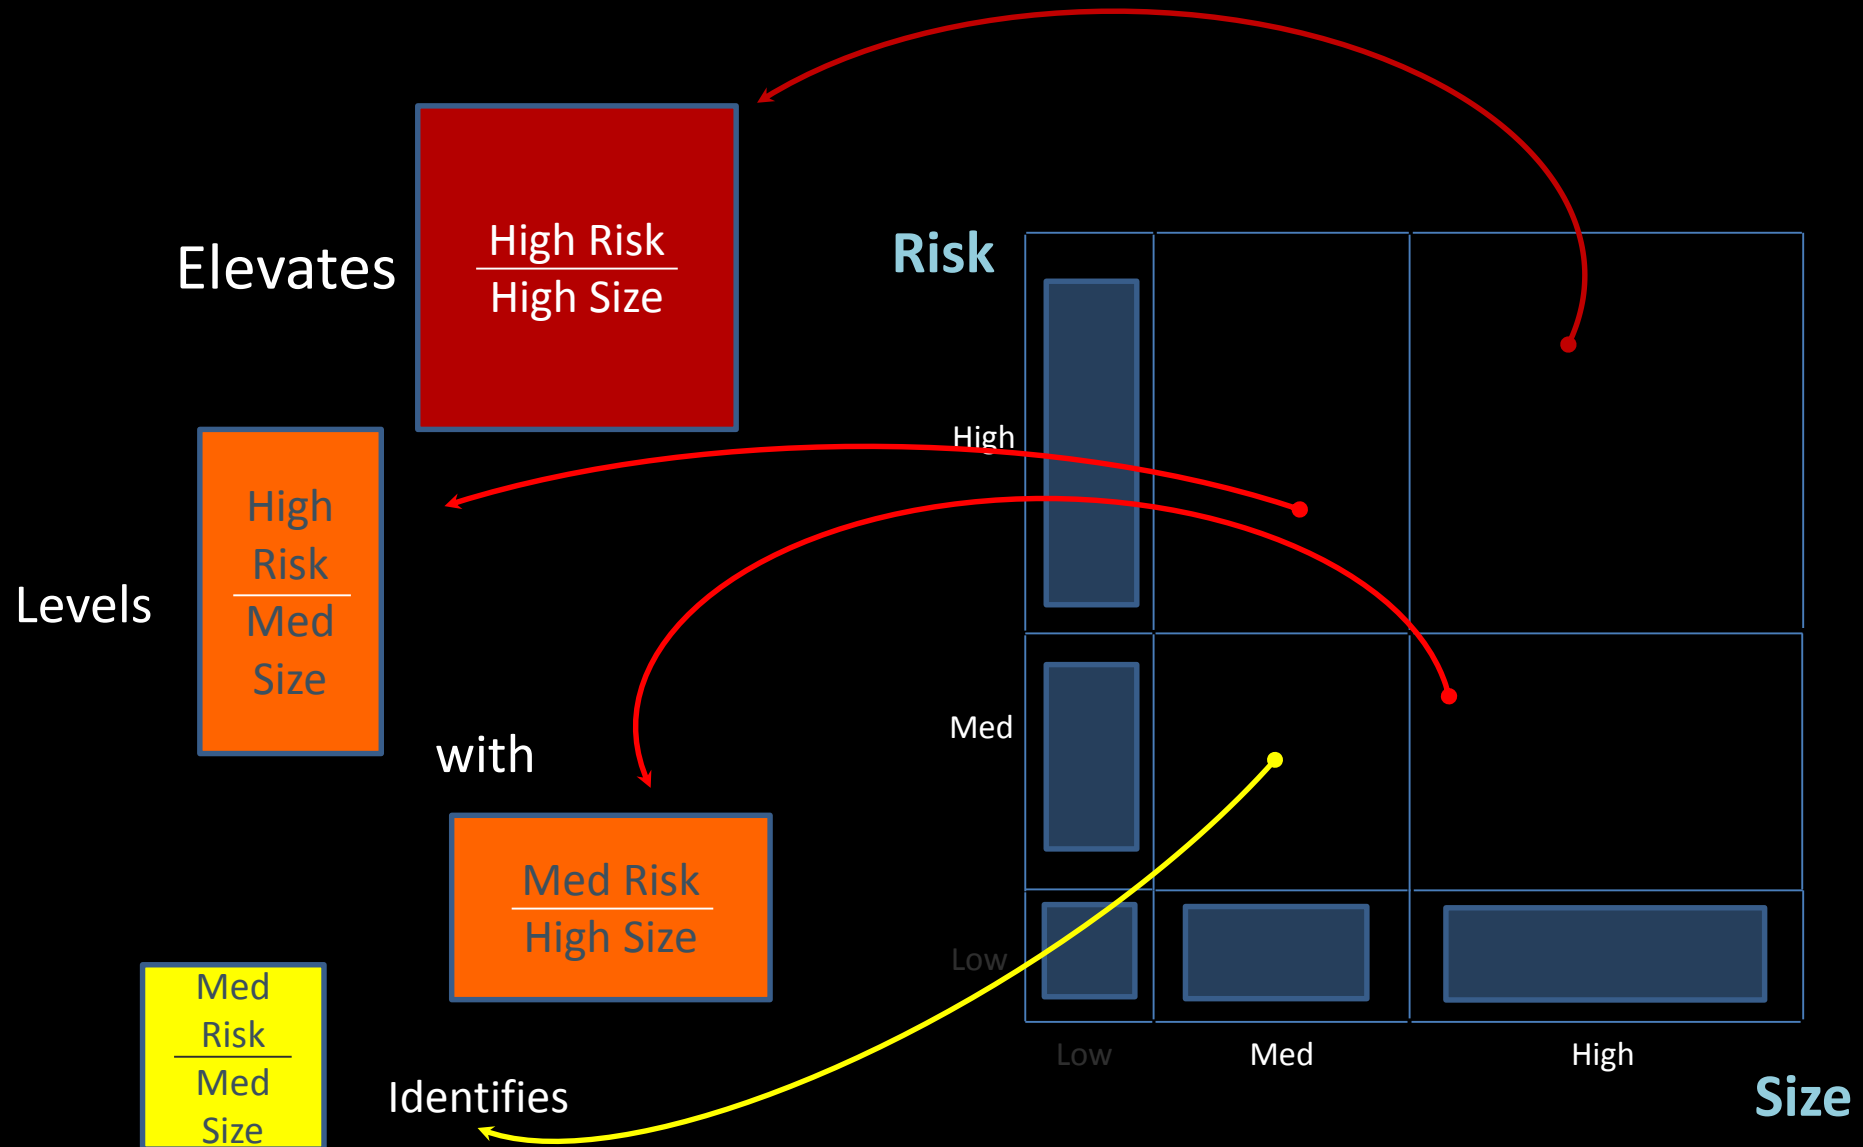 Elevates
High Risk
High Size
Risk
High
Levels
High
Risk
Med
Size
with
Med
Med Risk
High Size
Low
Med
Risk
Med
Size
Identifies
Low
Med
High
Size